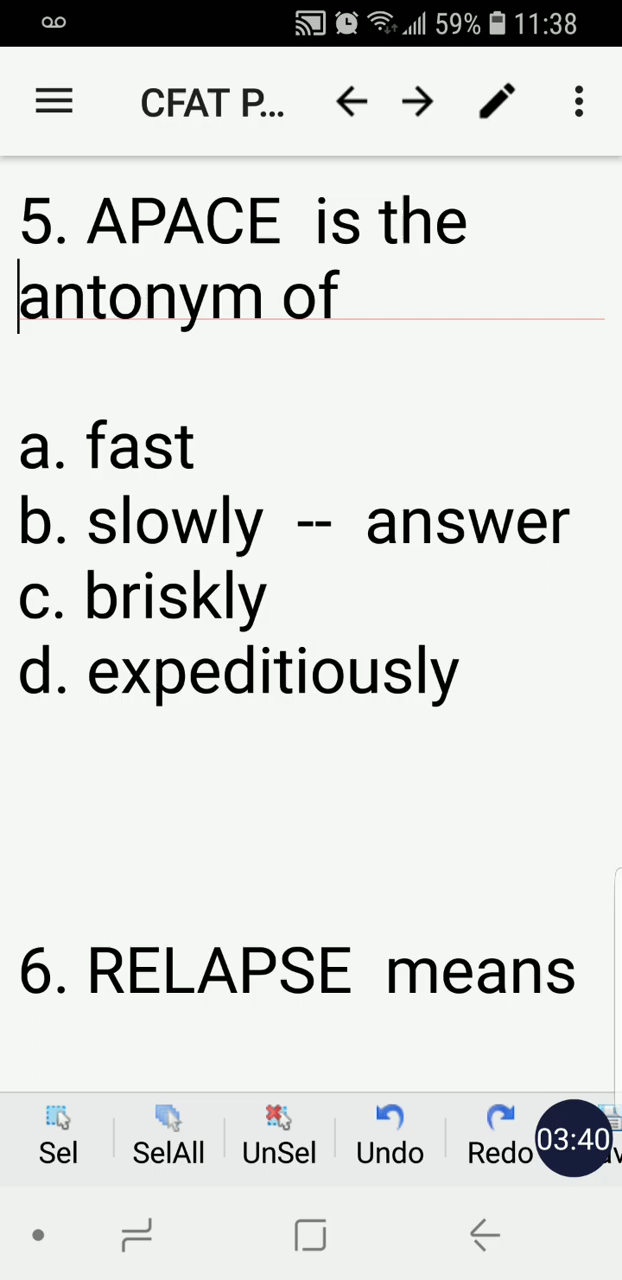 59% 11:38
CFAT P...
5. APACE is the
antonym of
a. fast
b. slowly -- answer
c. briskly
d. expeditiously
6. RELAPSE means
Sel SelAll UnSel Undo Redo
03:40